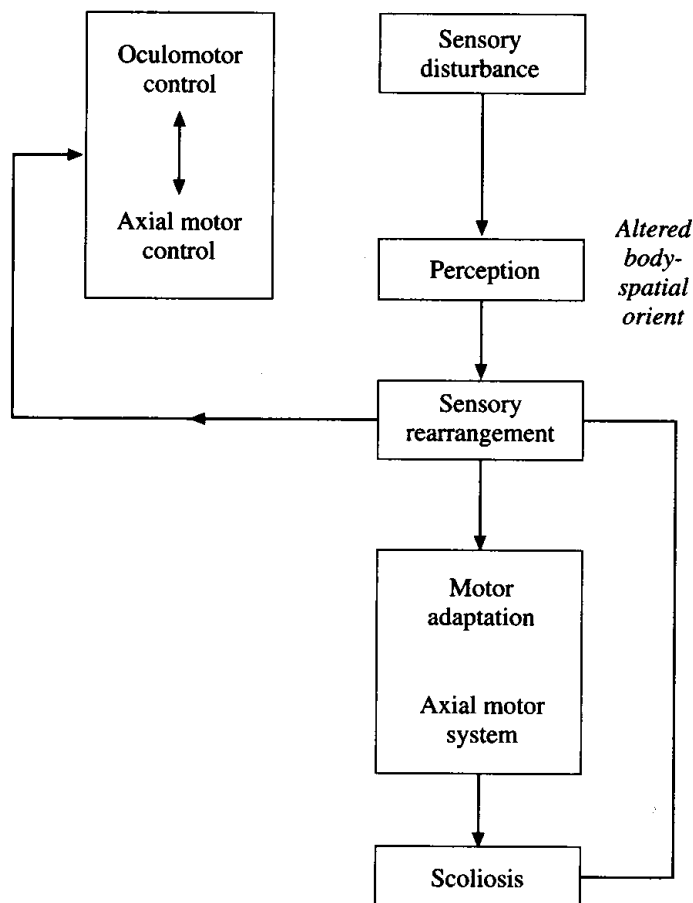 Oculomotor
control
Axial motor
control
Sensory
disturbance
Perception
Altered
body-
spatial
orient
Sensory
rearrangement
Motor
adaptation
Axial motor
system
Scoliosis